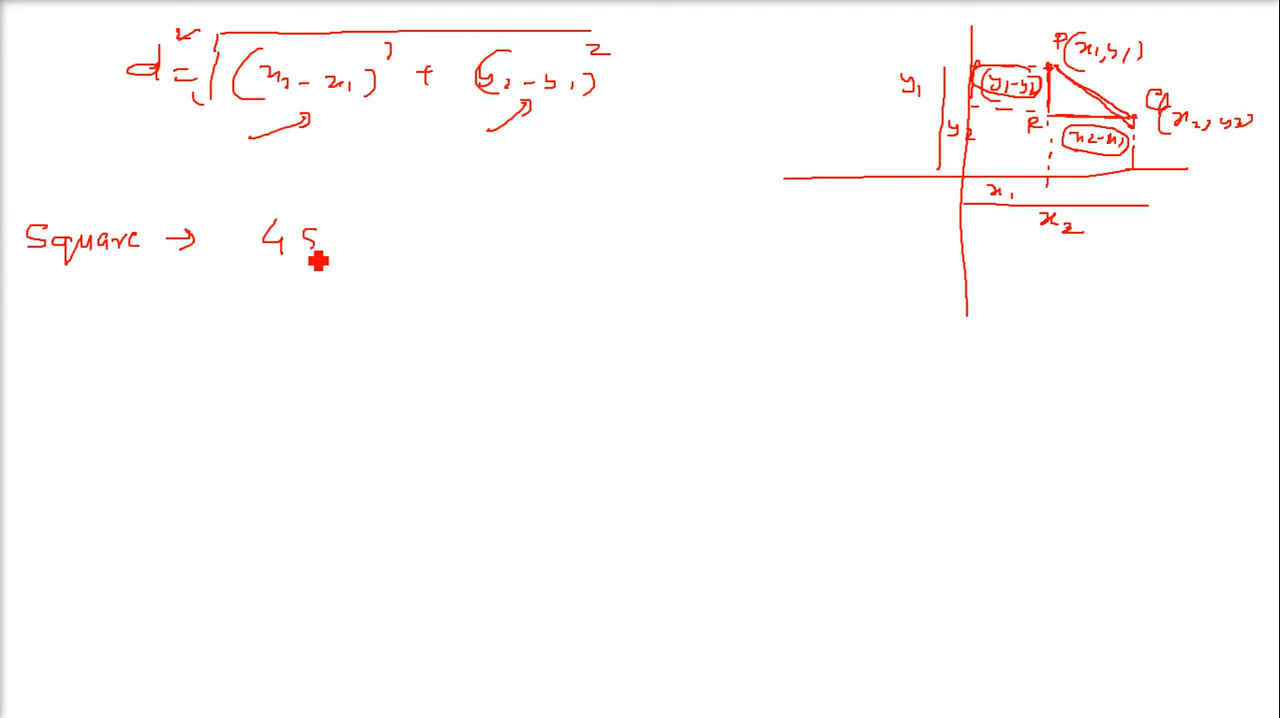 d = √(x₂ - x₁)² + (y₂ - y₁)²
P(x₁, y₁)
y₁
(y₁-y₂)
Q(x₂, y₂)
y₂
R
x₂-x₁
x₁
x₂
Square → 4 S